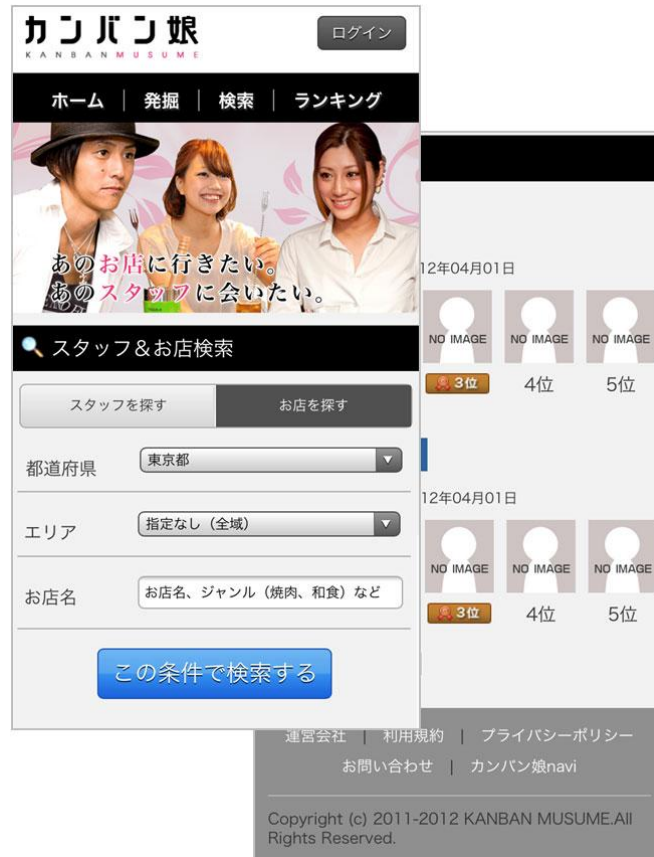 カンバン娘
KANBANMUSUME
ログイン
ホーム | 発掘 | 検索 | ランキング
あのお店に行きたい。
あのスタッフに会いたい。
スタッフ&お店検索
スタッフを探す お店を探す
都道府県 東京都
エリア 指定なし（全域）
お店名 お店名、ジャンル（焼肉、和食）など
この条件で検索する
12年04月01日
NO IMAGE NO IMAGE NO IMAGE
3位 4位 5位
12年04月01日
NO IMAGE NO IMAGE NO IMAGE
3位 4位 5位
運営会社 | 利用規約 | プライバシーポリシー
お問い合わせ | カンバン娘navi
Copyright (c) 2011-2012 KANBAN MUSUME.All
Rights Reserved.